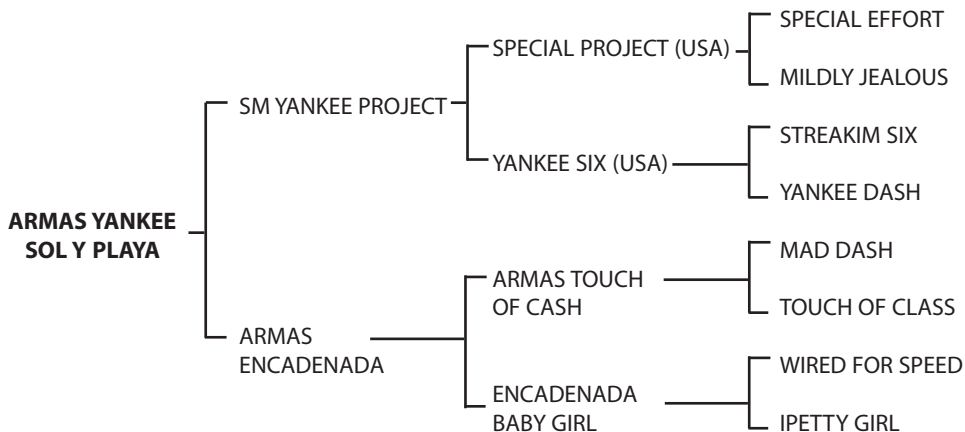 SPECIAL EFFORT
SPECIAL PROJECT (USA)
MILDLY JEALOUS
SM YANKEE PROJECT
STREAKIM SIX
YANKEE SIX (USA)
YANKEE DASH
ARMAS YANKEE
SOL Y PLAYA
MAD DASH
ARMAS TOUCH
OF CASH
TOUCH OF CLASS
ARMAS
ENCADENADA
WIRED FOR SPEED
ENCADENADA
BABY GIRL
IPETTY GIRL